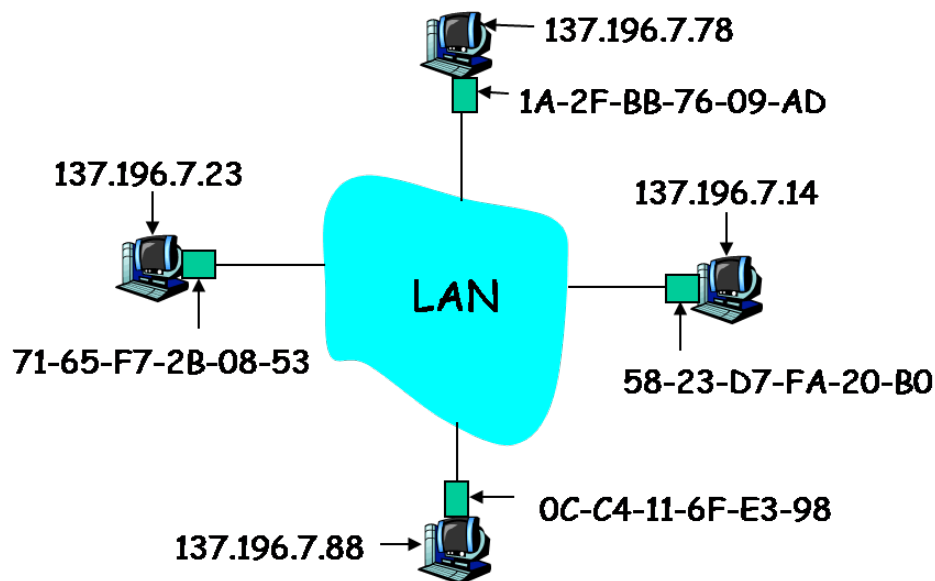 137.196.7.78
1A-2F-BB-76-09-AD
137.196.7.23
137.196.7.14
LAN
71-65-F7-2B-08-53
58-23-D7-FA-20-B0
0C-C4-11-6F-E3-98
137.196.7.88